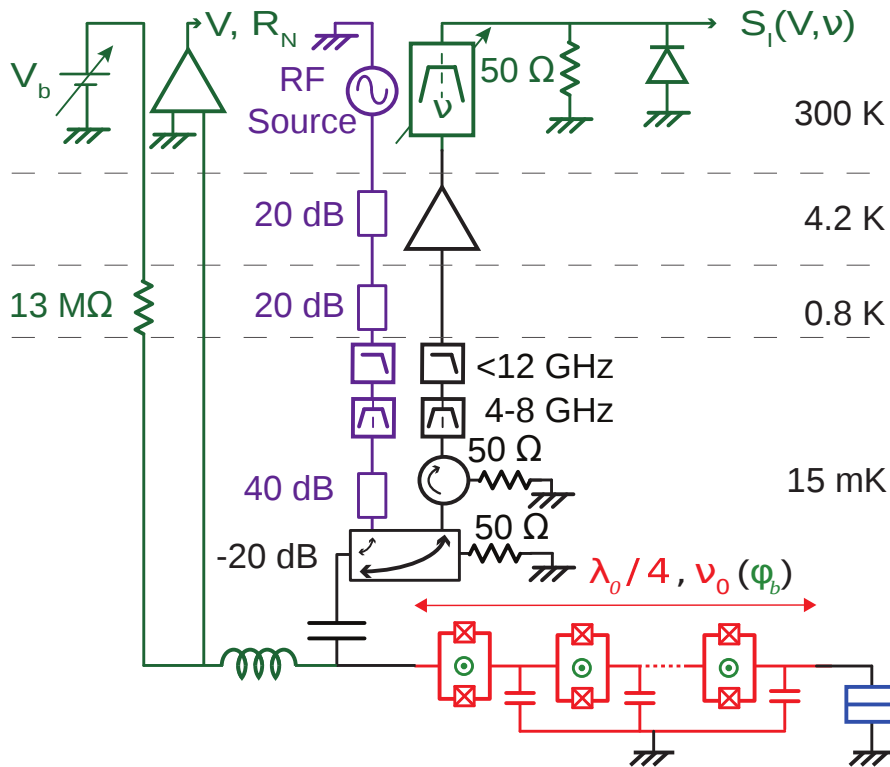 V, R_N
S_I(V,ν)
V_b
RF
Source
ν
50 Ω
300 K
20 dB
4.2 K
13 MΩ
20 dB
0.8 K
<12 GHz
4-8 GHz
50 Ω
40 dB
15 mK
50 Ω
-20 dB
λ_0 / 4 , ν_0 (φ_b)